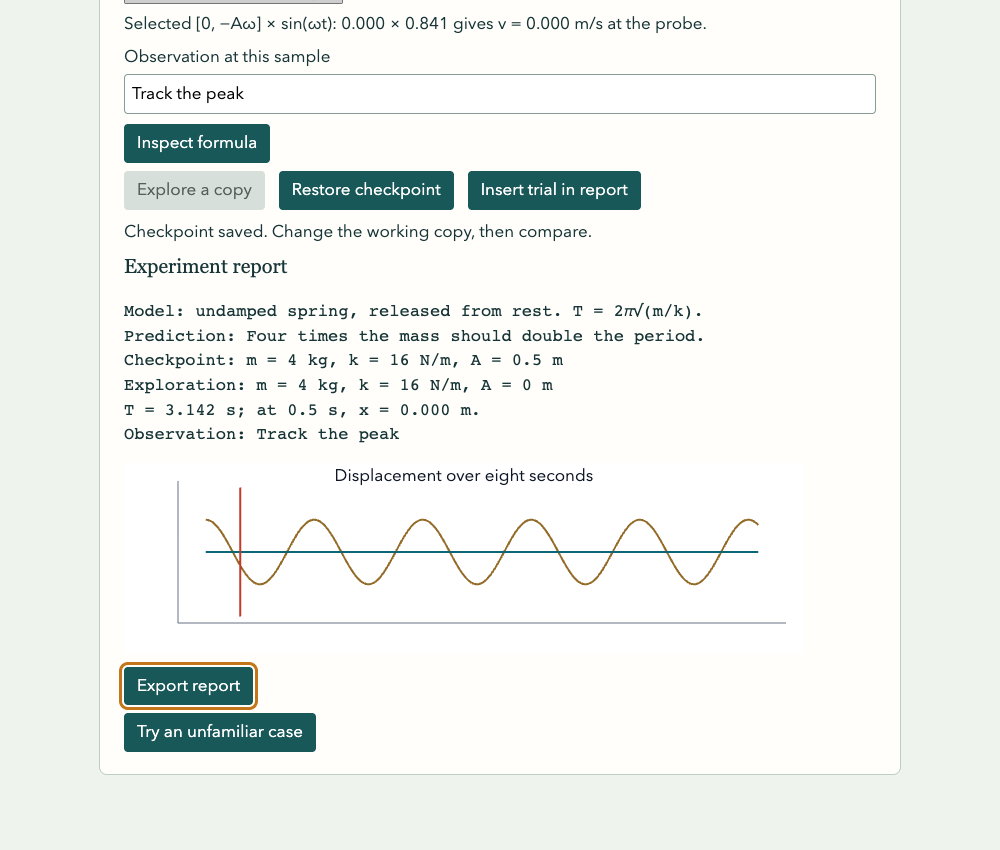 Selected [0, −Aω] × sin(ωt): 0.000 × 0.841 gives v = 0.000 m/s at the probe.
Observation at this sample
Track the peak
Inspect formula
Explore a copy
Restore checkpoint
Insert trial in report
Checkpoint saved. Change the working copy, then compare.
Experiment report
Model: undamped spring, released from rest. T = 2π√(m/k).
Prediction: Four times the mass should double the period.
Checkpoint: m = 4 kg, k = 16 N/m, A = 0.5 m
Exploration: m = 4 kg, k = 16 N/m, A = 0 m
T = 3.142 s; at 0.5 s, x = 0.000 m.
Observation: Track the peak
Displacement over eight seconds
Export report
Try an unfamiliar case